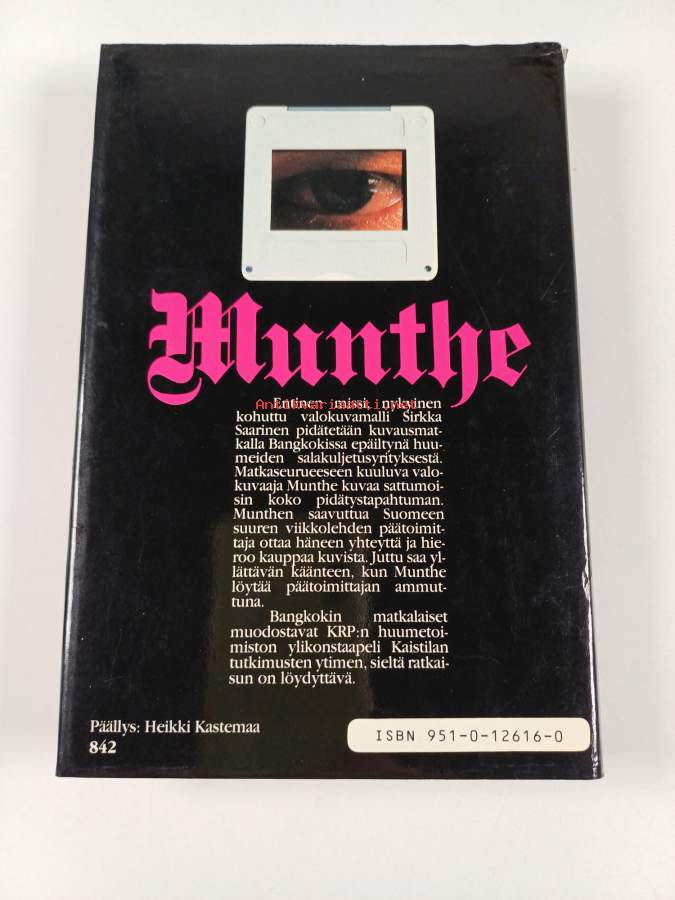 Munthe
Entinen missi, nykyinen
Antikvariaatti.net
kohuttu valokuvamalli Sirkka
Saarinen pidätetään kuvausmat-
kalla Bangkokissa epäiltynä huu-
meiden salakuljetusyrityksestä.
Matkaseurueeseen kuuluva valo-
kuvaaja Munthe kuvaa sattumoi-
sin koko pidätystapahtuman.
Munthen saavuttua Suomeen
suuren viikkolehden päätoimit-
taja ottaa häneen yhteyttä ja hie-
roo kauppaa kuvista. Juttu saa yl-
lättävän käänteen, kun Munthe
löytää päätoimittajan ammut-
tuna.
Bangkokin matkalaiset
muodostavat KRP:n huumetoi-
miston ylikonstaapeli Kaistilan
tutkimusten ytimen, sieltä ratkai-
sun on löydyttävä.
Päällys: Heikki Kastemaa
842
ISBN 951-0-12616-0